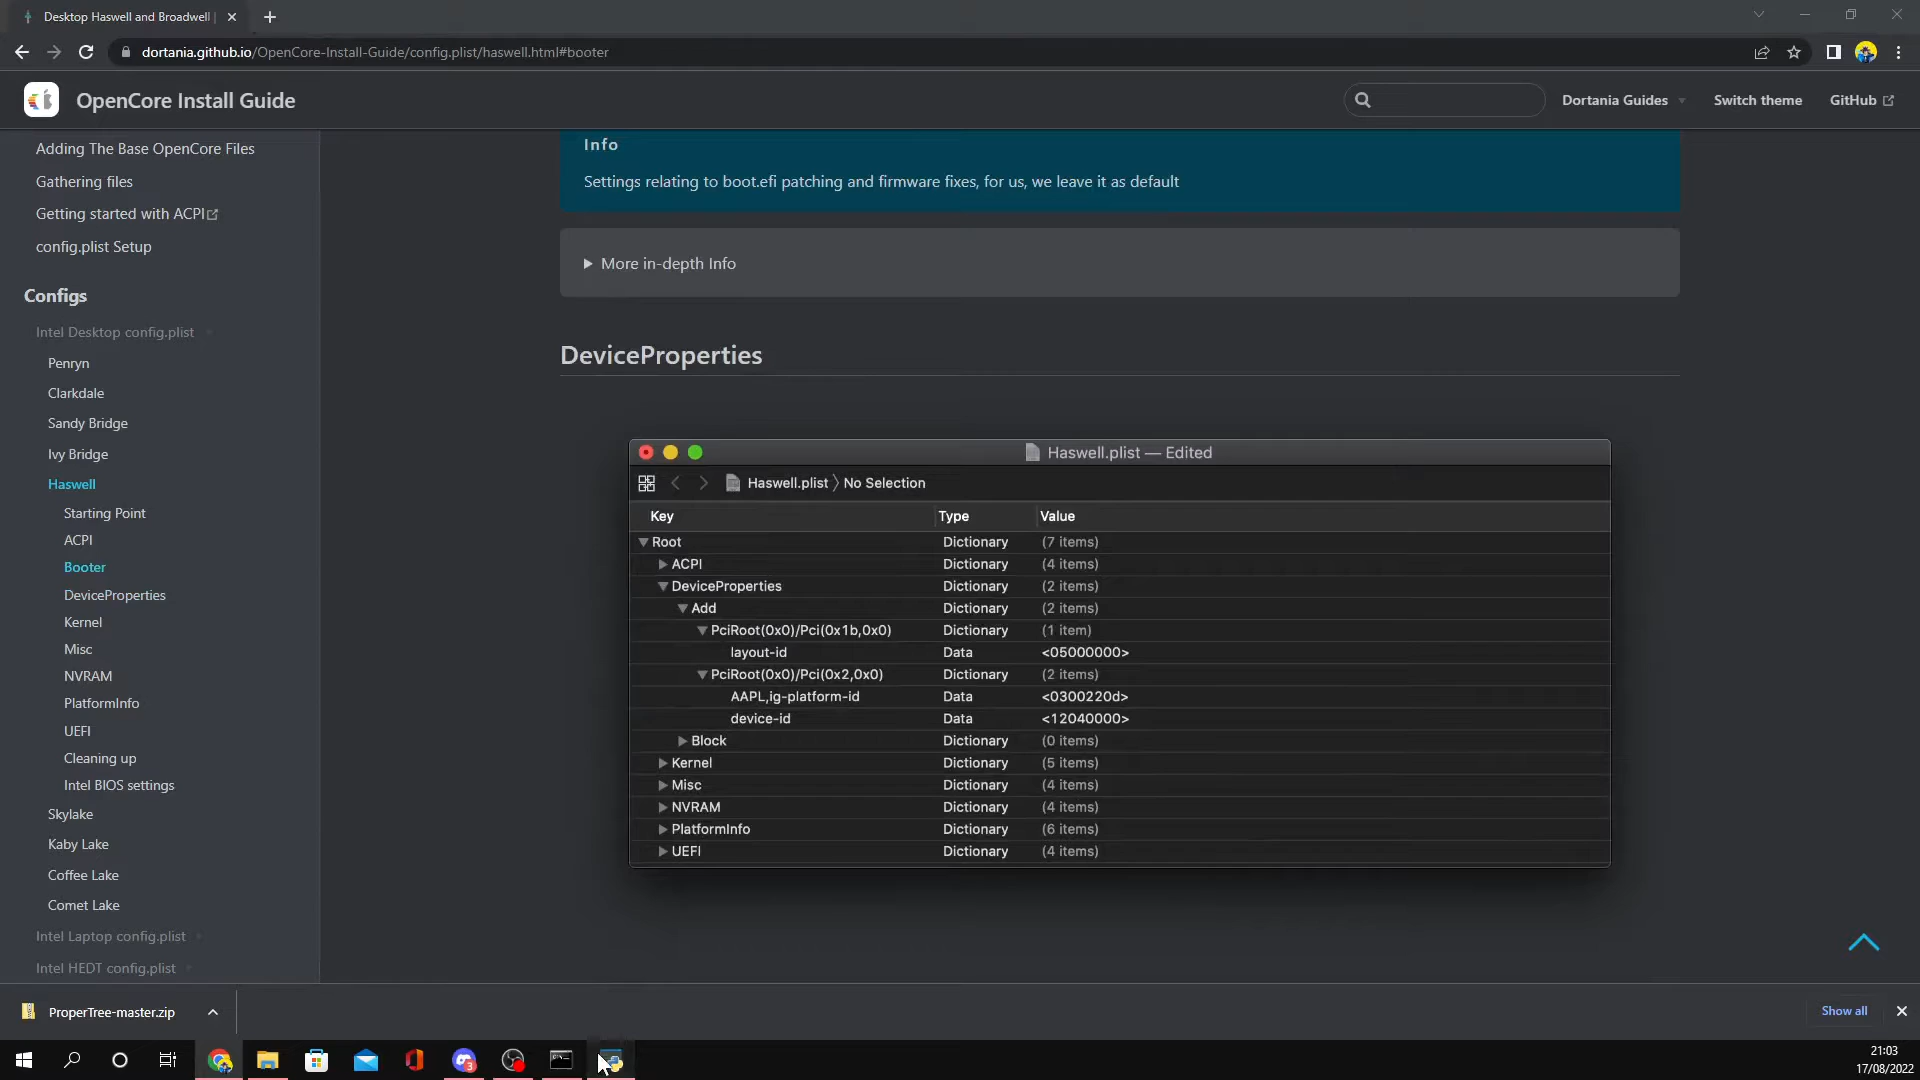 Desktop Haswell and Broadwell |
dortania.github.io/OpenCore-Install-Guide/config.plist/haswell.html#booter
OpenCore Install Guide
Dortania Guides
Switch theme
GitHub
Adding The Base OpenCore Files
Gathering files
Getting started with ACPI
config.plist Setup
Configs
Intel Desktop config.plist
Penryn
Clarkdale
Sandy Bridge
Ivy Bridge
Haswell
Starting Point
ACPI
Booter
DeviceProperties
Kernel
Misc
NVRAM
PlatformInfo
UEFI
Cleaning up
Intel BIOS settings
Skylake
Kaby Lake
Coffee Lake
Comet Lake
Intel Laptop config.plist
Intel HEDT config.plist
Info
Settings relating to boot.efi patching and firmware fixes, for us, we leave it as default
More in-depth Info
DeviceProperties
Haswell.plist — Edited
Haswell.plist 〉No Selection
Key Type Value
Root Dictionary (7 items)
ACPI Dictionary (4 items)
DeviceProperties Dictionary (2 items)
Add Dictionary (2 items)
PciRoot(0x0)/Pci(0x1b,0x0) Dictionary (1 item)
layout-id Data <05000000>
PciRoot(0x0)/Pci(0x2,0x0) Dictionary (2 items)
AAPL,ig-platform-id Data <0300220d>
device-id Data <12040000>
Block Dictionary (0 items)
Kernel Dictionary (5 items)
Misc Dictionary (4 items)
NVRAM Dictionary (4 items)
PlatformInfo Dictionary (6 items)
UEFI Dictionary (4 items)
ProperTree-master.zip
Show all
3
21:03
17/08/2022